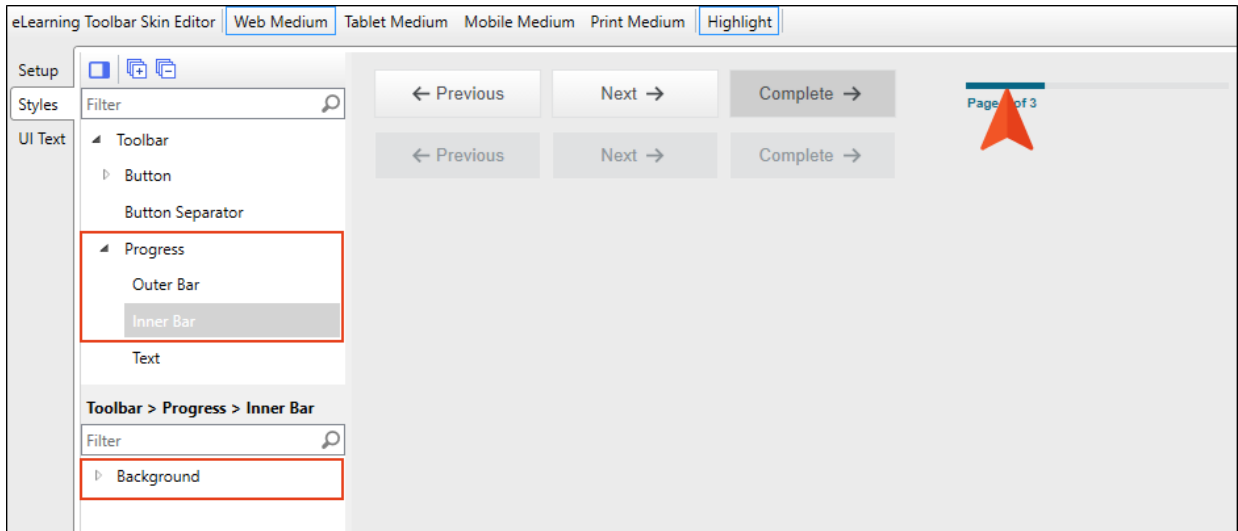 eLearning Toolbar Skin Editor Web Medium Tablet Medium Mobile Medium Print Medium Highlight
Setup
Styles
UI Text
Filter
Toolbar
Button
Button Separator
Progress
Outer Bar
Inner Bar
Text
Toolbar > Progress > Inner Bar
Filter
Background
← Previous Next → Complete →
← Previous Next → Complete →
Page of 3